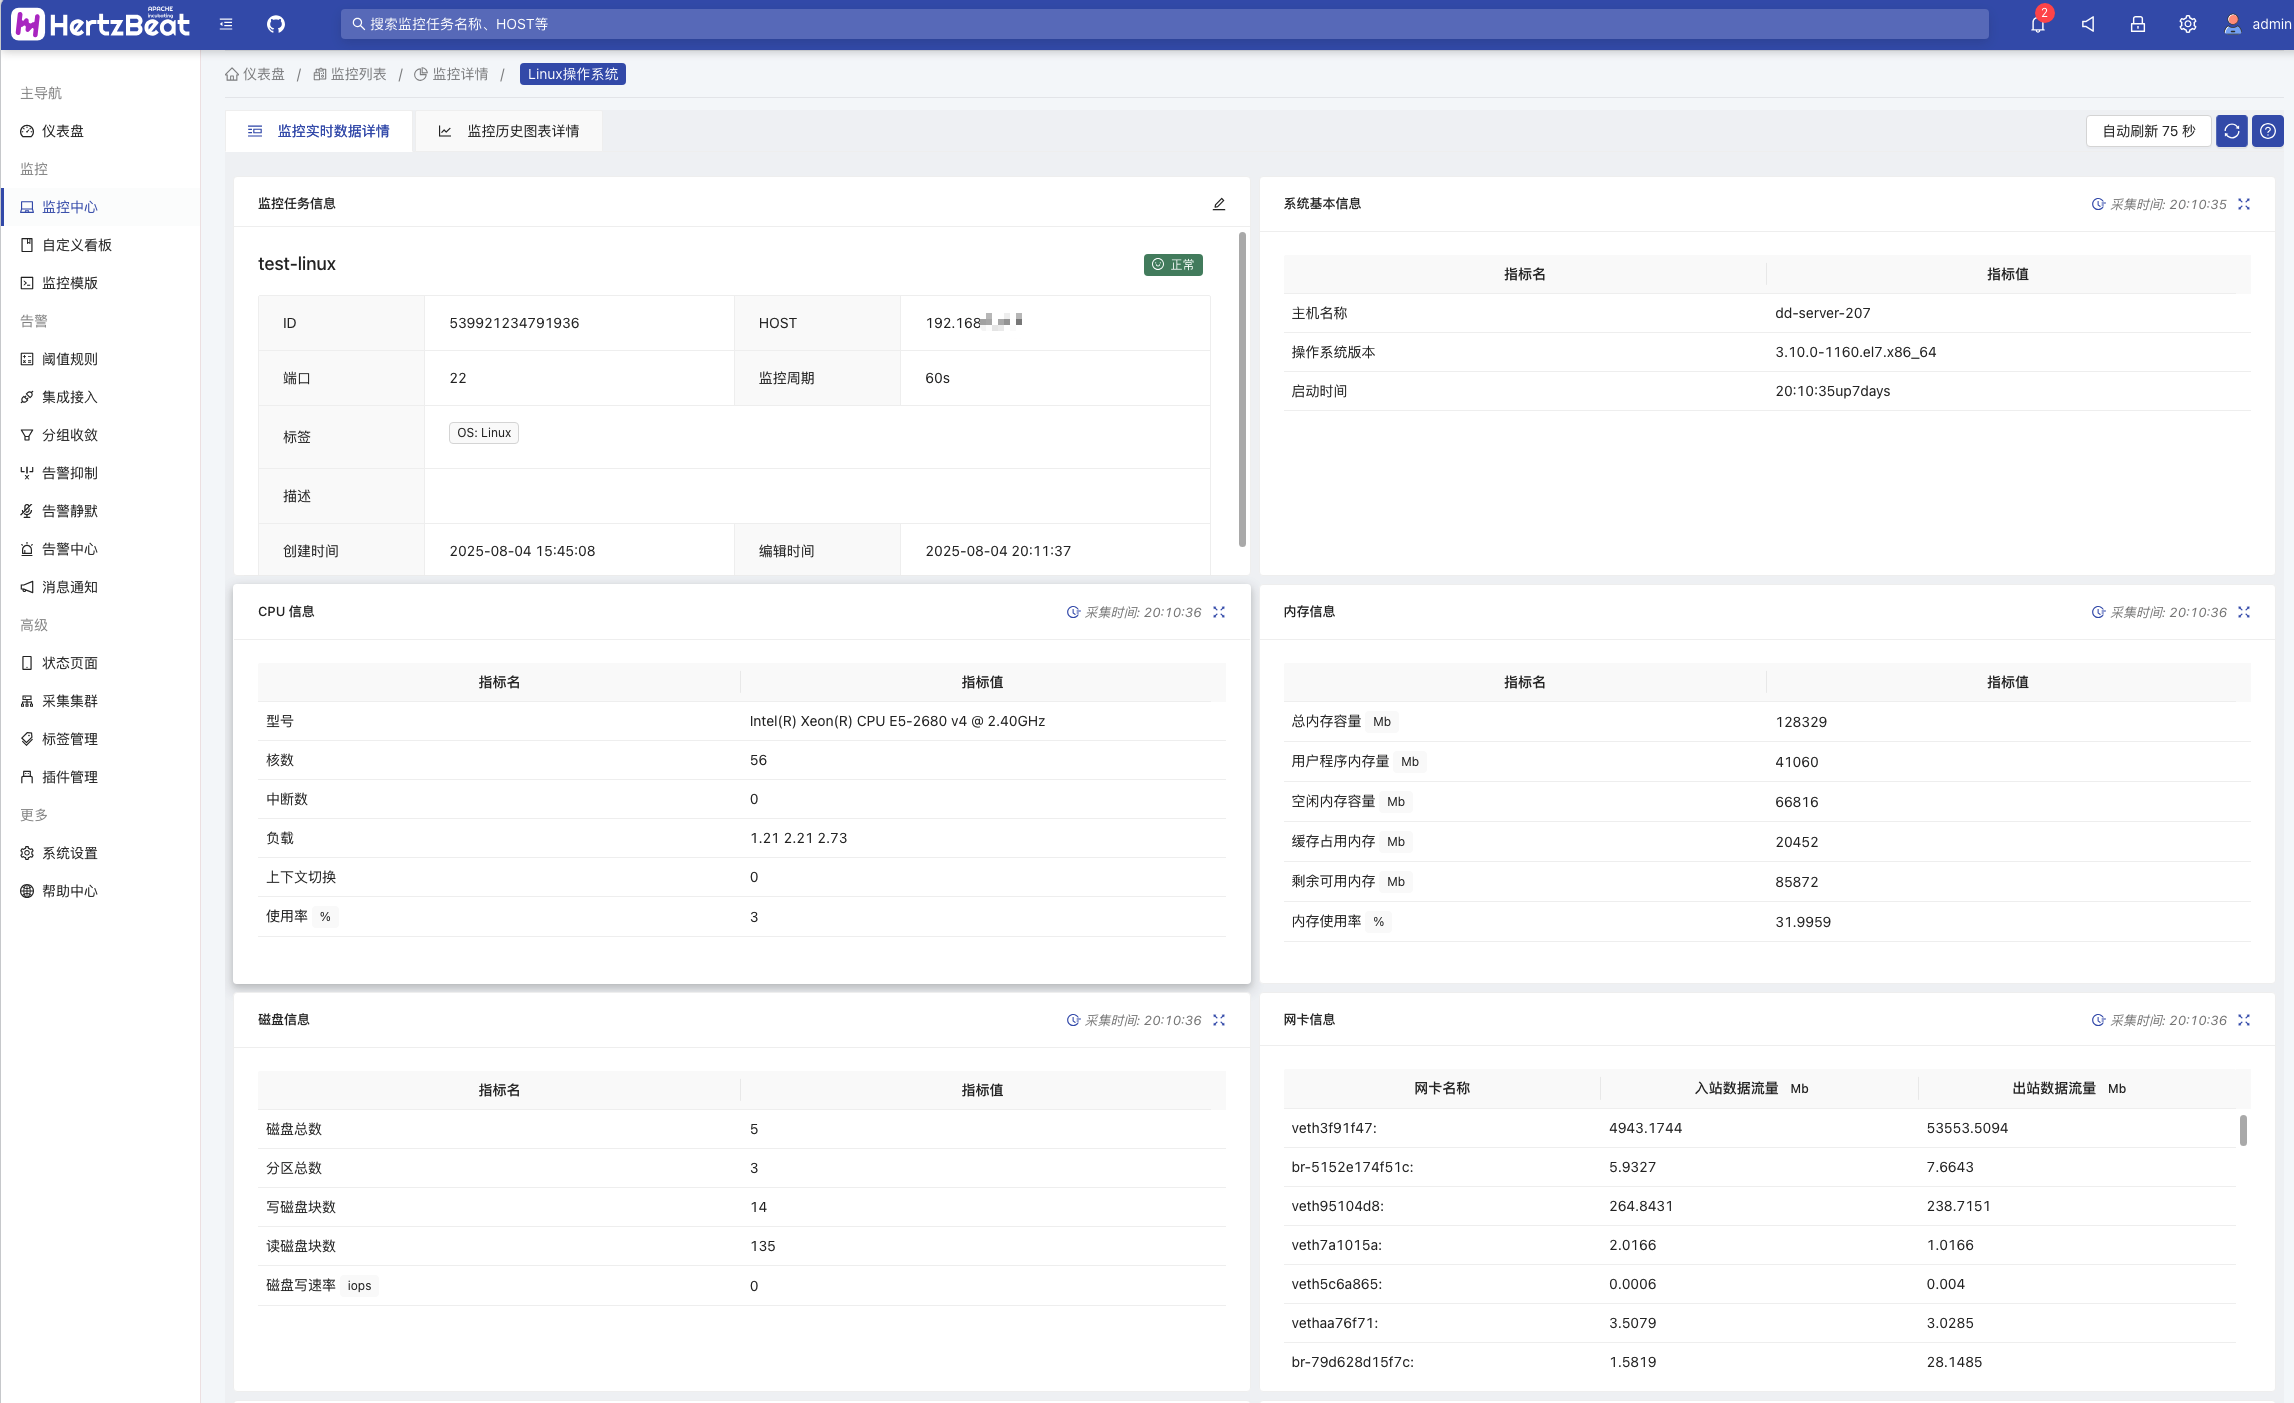 HertzBeat
APACHE
incubating
搜索监控任务名称、HOST等
2
admin
仪表盘 / 监控列表 / 监控详情 / Linux操作系统
主导航
仪表盘
监控
监控中心
自定义看板
监控模版
告警
阈值规则
集成接入
分组收敛
告警抑制
告警静默
告警中心
消息通知
高级
状态页面
采集集群
标签管理
插件管理
更多
系统设置
帮助中心
监控实时数据详情 监控历史图表详情
自动刷新 75 秒
监控任务信息
test-linux 正常
ID 539921234791936 HOST 192.168
端口 22 监控周期 60s
标签 OS: Linux
描述
创建时间 2025-08-04 15:45:08 编辑时间 2025-08-04 20:11:37
系统基本信息 采集时间: 20:10:35
指标名 指标值
主机名称 dd-server-207
操作系统版本 3.10.0-1160.el7.x86_64
启动时间 20:10:35up7days
CPU 信息 采集时间: 20:10:36
指标名 指标值
型号 Intel(R) Xeon(R) CPU E5-2680 v4 @ 2.40GHz
核数 56
中断数 0
负载 1.21 2.21 2.73
上下文切换 0
使用率 % 3
内存信息 采集时间: 20:10:36
指标名 指标值
总内存容量 Mb 128329
用户程序内存量 Mb 41060
空闲内存容量 Mb 66816
缓存占用内存 Mb 20452
剩余可用内存 Mb 85872
内存使用率 % 31.9959
磁盘信息 采集时间: 20:10:36
指标名 指标值
磁盘总数 5
分区总数 3
写磁盘块数 14
读磁盘块数 135
磁盘写速率 iops 0
网卡信息 采集时间: 20:10:36
网卡名称 入站数据流量 Mb 出站数据流量 Mb
veth3f91f47: 4943.1744 53553.5094
br-5152e174f51c: 5.9327 7.6643
veth95104d8: 264.8431 238.7151
veth7a1015a: 2.0166 1.0166
veth5c6a865: 0.0006 0.004
vethaa76f71: 3.5079 3.0285
br-79d628d15f7c: 1.5819 28.1485